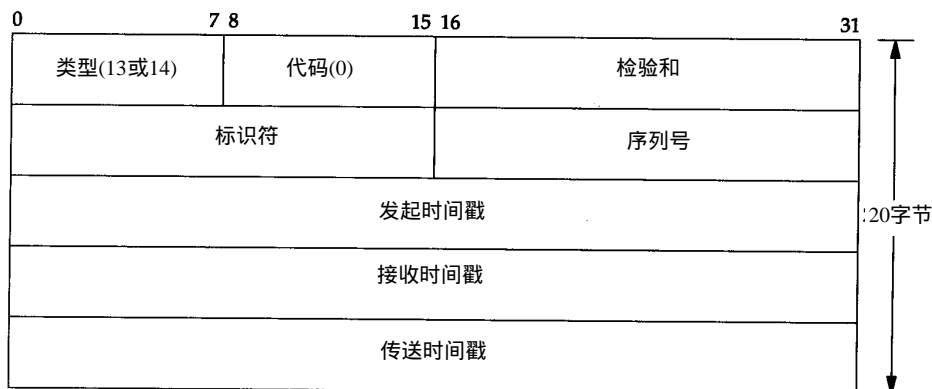 0 7 8 15 16 31
类型(13或14) 代码(0) 检验和
标识符 序列号
发起时间戳
20字节
接收时间戳
传送时间戳